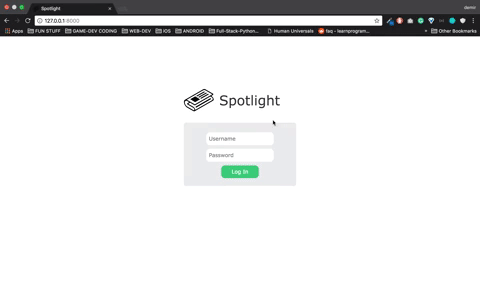 Spotlight
demo
127.0.0.1:8000
Apps FUN STUFF GAME-DEV CODING WEB-DEV IOS ANDROID Full-Stack-Python... Human Universals faq - learnprogram... Other Bookmarks
Spotlight
Username
Password
Log In